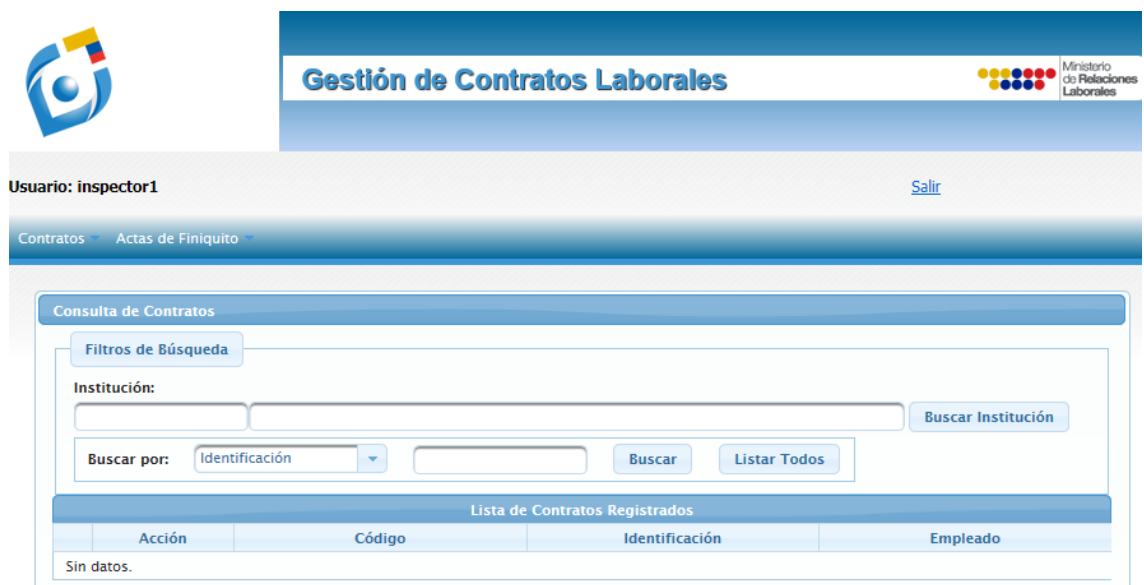 Gestión de Contratos Laborales
Ministerio
de Relaciones
Laborales
Usuario: inspector1 Salir
Contratos Actas de Finiquito
Consulta de Contratos
Filtros de Búsqueda
Institución:
Buscar Institución
Buscar por: Identificación Buscar Listar Todos
Lista de Contratos Registrados
Acción Código Identificación Empleado
Sin datos.